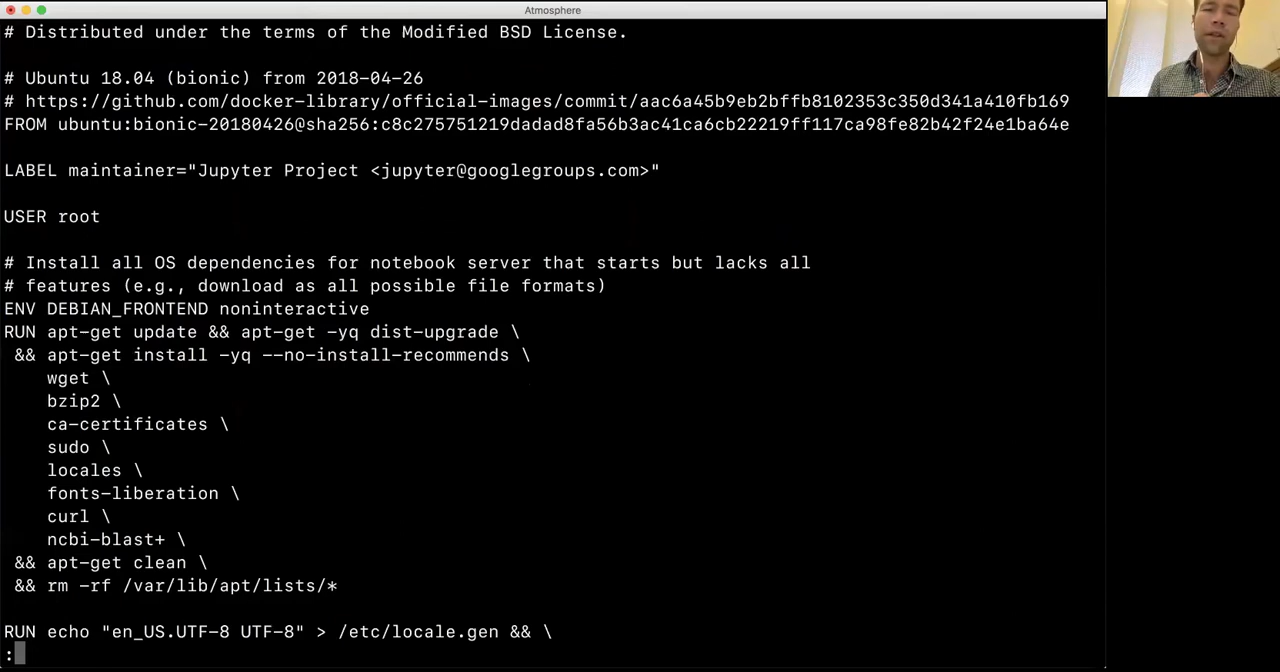 Atmosphere
# Distributed under the terms of the Modified BSD License.
# Ubuntu 18.04 (bionic) from 2018-04-26
# https://github.com/docker-library/official-images/commit/aac6a45b9eb2bffb8102353c350d341a410fb169
FROM ubuntu:bionic-20180426@sha256:c8c275751219dadad8fa56b3ac41ca6cb22219ff117ca98fe82b42f24e1ba64e
LABEL maintainer="Jupyter Project <jupyter@googlegroups.com>"
USER root
# Install all OS dependencies for notebook server that starts but lacks all
# features (e.g., download as all possible file formats)
ENV DEBIAN_FRONTEND noninteractive
RUN apt-get update && apt-get -yq dist-upgrade \
 && apt-get install -yq --no-install-recommends \
    wget \
    bzip2 \
    ca-certificates \
    sudo \
    locales \
    fonts-liberation \
    curl \
    ncbi-blast+ \
 && apt-get clean \
 && rm -rf /var/lib/apt/lists/*
RUN echo "en_US.UTF-8 UTF-8" > /etc/locale.gen && \
: